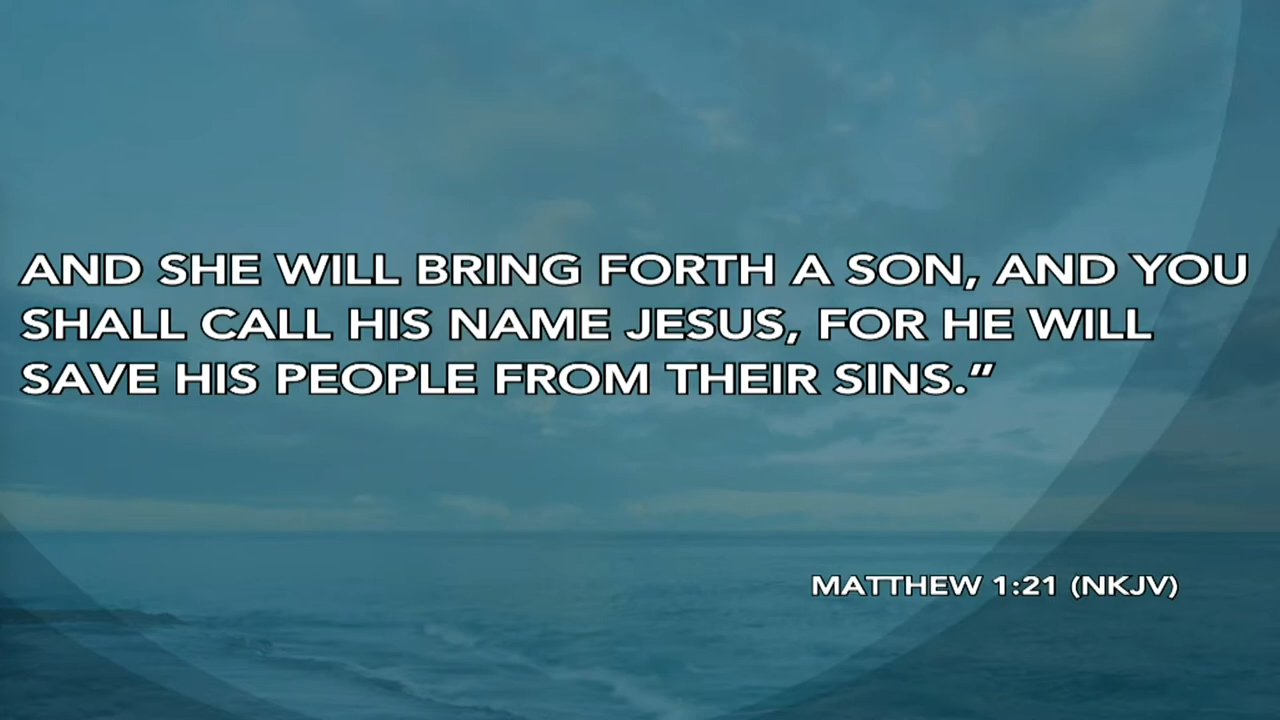 AND SHE WILL BRING FORTH A SON, AND YOU
SHALL CALL HIS NAME JESUS, FOR HE WILL
SAVE HIS PEOPLE FROM THEIR SINS.”
MATTHEW 1:21 (NKJV)